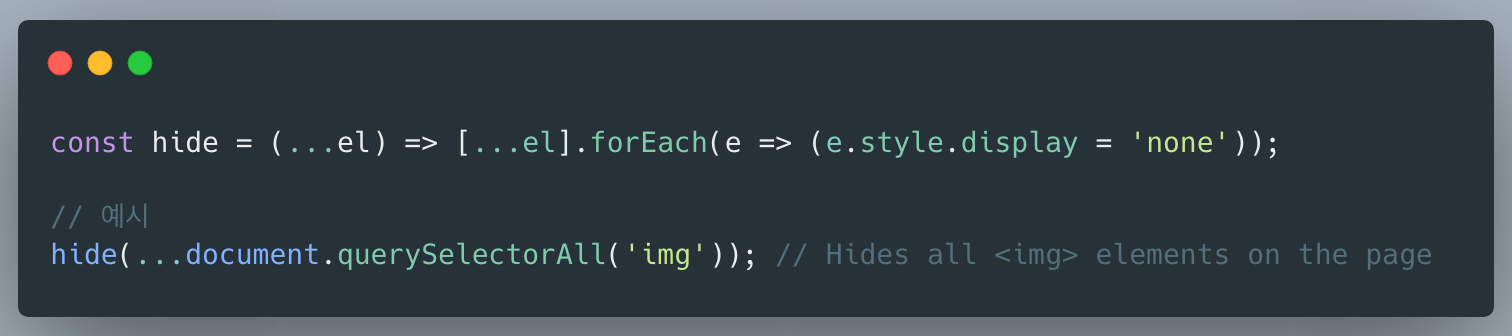 const hide = (...el) => [...el].forEach(e => (e.style.display = 'none'));
// 예시
hide(...document.querySelectorAll('img')); // Hides all <img> elements on the page